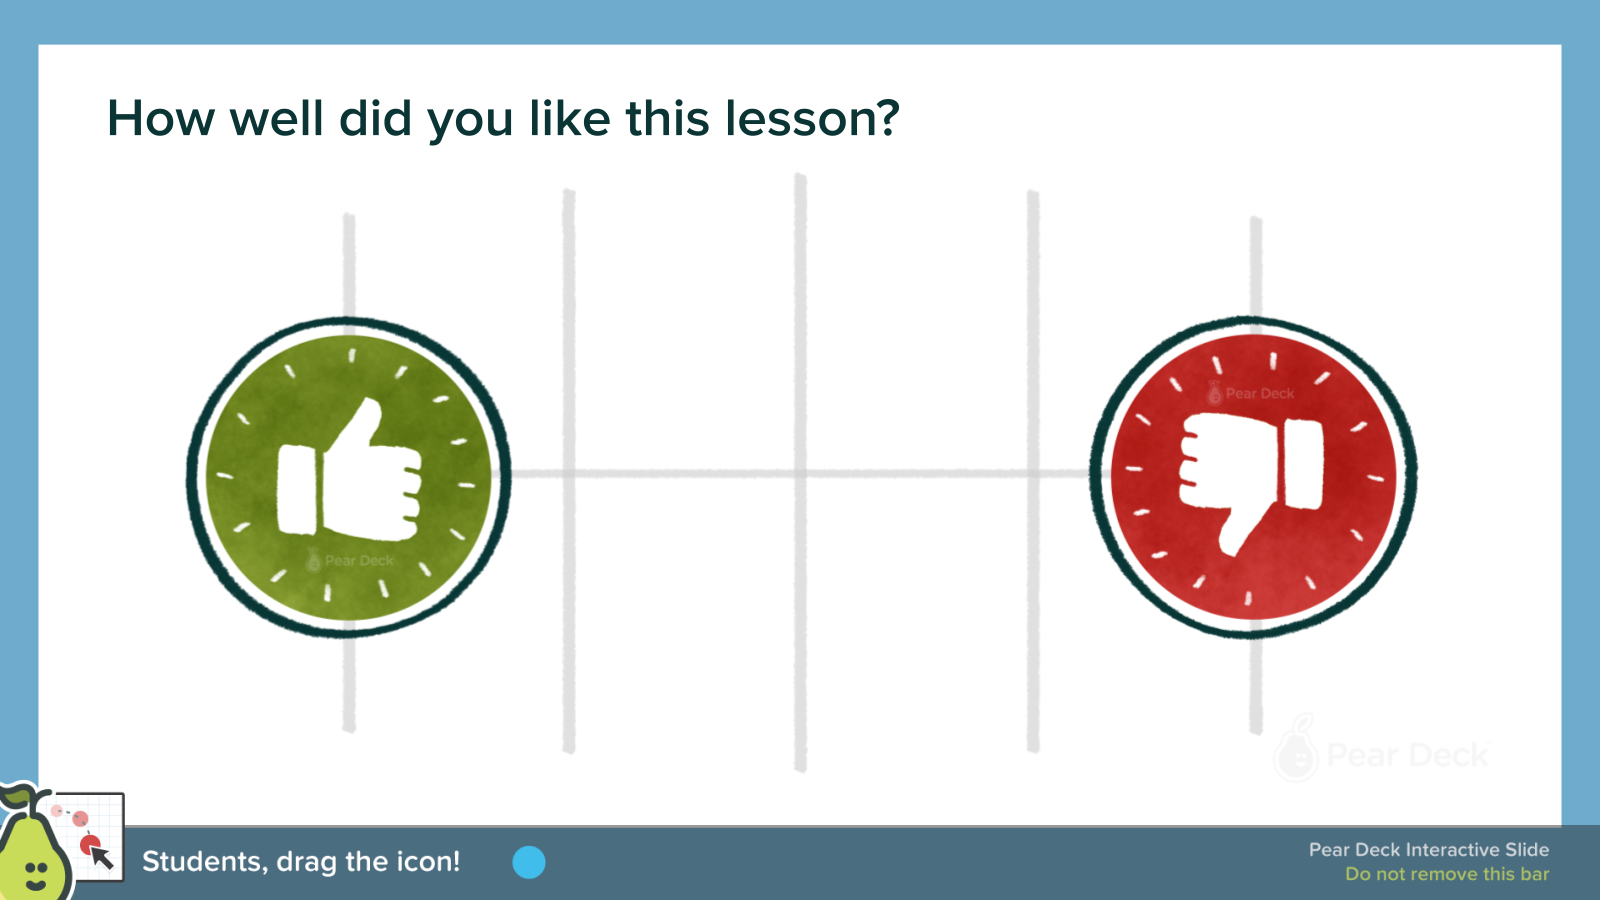 How well did you like this lesson?
Pear Deck
Pear Deck
Pear Deck
Students, drag the icon!
Pear Deck Interactive Slide
Do not remove this bar